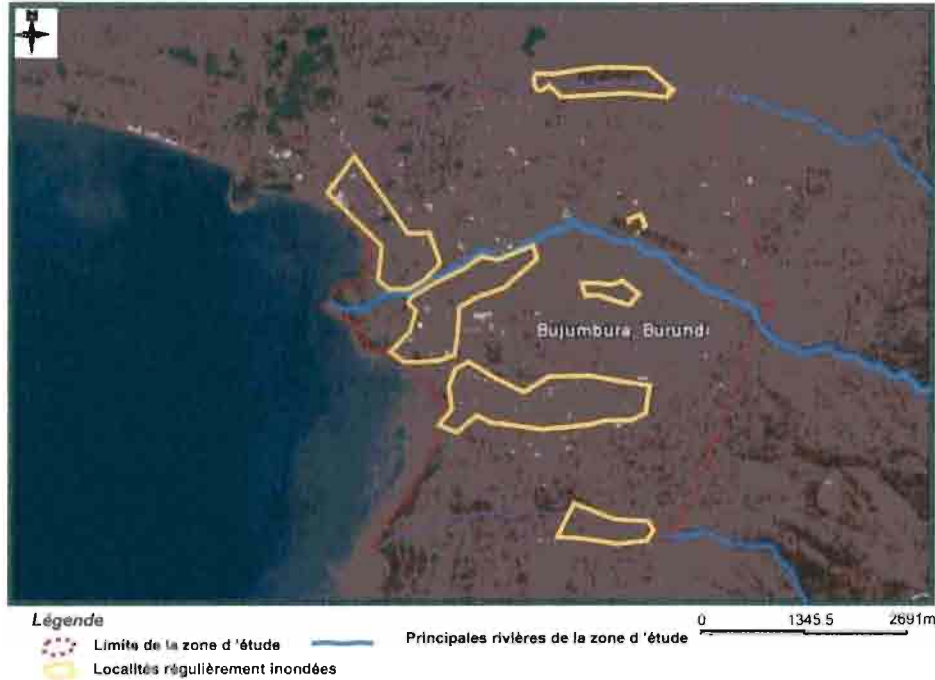 N
Bujumbura, Burundi
Légende
0 1345.5 2691m
Limite de la zone d 'étude
Principales rivières de la zone d 'étude
Localités régulièrement inondées